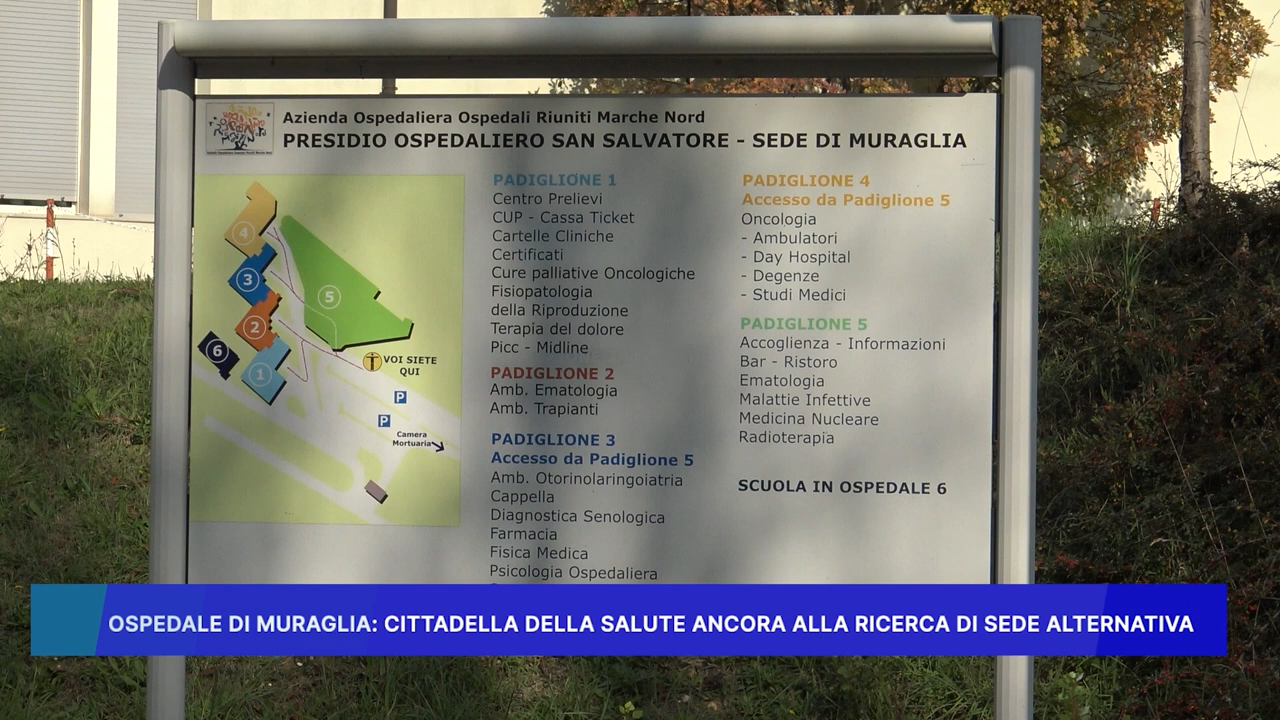 Azienda Ospedaliera Ospedali Riuniti Marche Nord
PRESIDIO OSPEDALIERO SAN SALVATORE - SEDE DI MURAGLIA
4
3
2
6
1
5
VOI SIETE
QUI
P
P
Camera
Mortuaria
PADIGLIONE 1
Centro Prelievi
CUP - Cassa Ticket
Cartelle Cliniche
Certificati
Cure palliative Oncologiche
Fisiopatologia
della Riproduzione
Terapia del dolore
Picc - Midline
PADIGLIONE 2
Amb. Ematologia
Amb. Trapianti
PADIGLIONE 3
Accesso da Padiglione 5
Amb. Otorinolaringoiatria
Cappella
Diagnostica Senologica
Farmacia
Fisica Medica
Psicologia Ospedaliera
PADIGLIONE 4
Accesso da Padiglione 5
Oncologia
- Ambulatori
- Day Hospital
- Degenze
- Studi Medici
PADIGLIONE 5
Accoglienza - Informazioni
Bar - Ristoro
Ematologia
Malattie Infettive
Medicina Nucleare
Radioterapia
SCUOLA IN OSPEDALE 6
OSPEDALE DI MURAGLIA: CITTADELLA DELLA SALUTE ANCORA ALLA RICERCA DI SEDE ALTERNATIVA